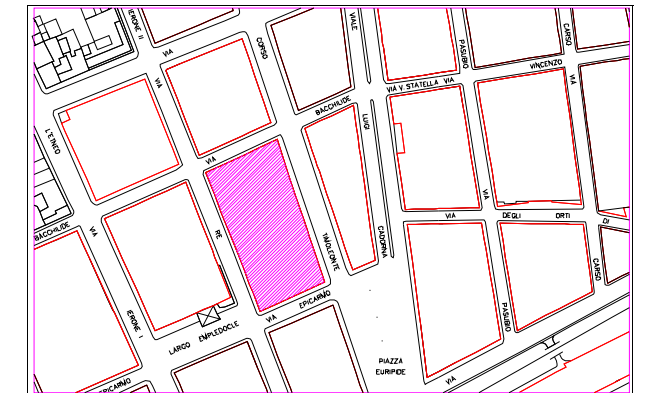 IERONE II
VIA
CORSO
VIALE
PASUBIO
CARSO
VINCENZO
VIA
VIA V. STATELLA VIA
VIA
BACCHILIDE
LUIGI
L'ETNEO
VIA
VIA
VIA
DEGLI
ORTI
DI
BACCHILIDE
VIA
RE
TIMOLEONTE
CADORNA
CARSO
EPICARMO
VIA
IERONE I
EMPLEDOCLE
LARGO
PASUBIO
PIAZZA
EURIPIDE
VIA
EPICARMO